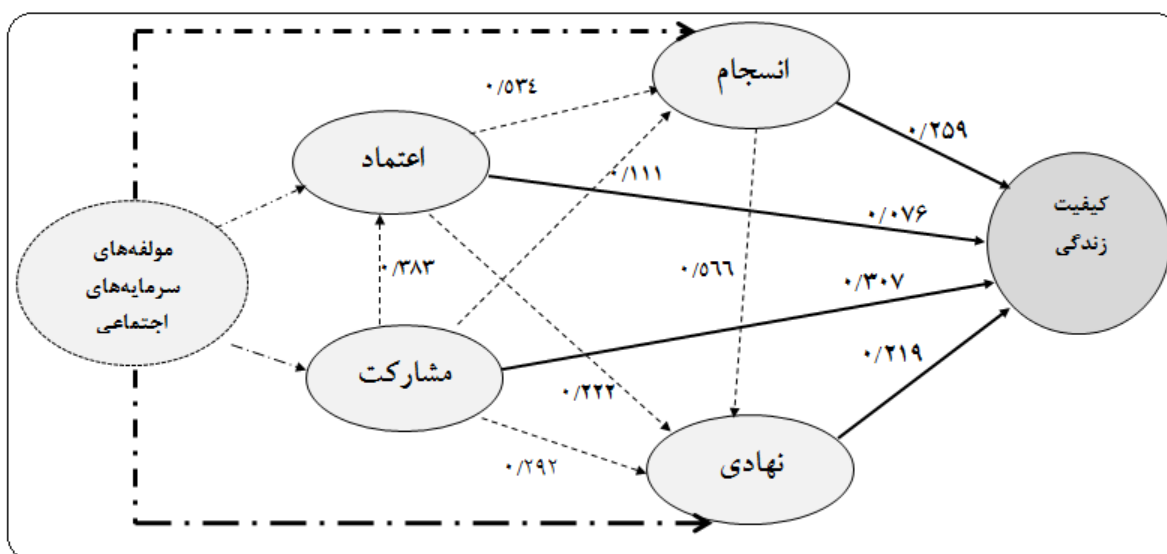 انسجام
۰/۵۳٤
اعتماد
۰/۱۱۱
۰/۲۵۹
کیفیت
زندگی
۰/۰۷۶
مولفه‌های
سرمایه‌های
اجتماعی
۰/۳۸۳
۰/۵٦٦
۰/۳۰۷
مشارکت
۰/۲۲۲
۰/۲۱۹
۰/۲۹۲
نهادی